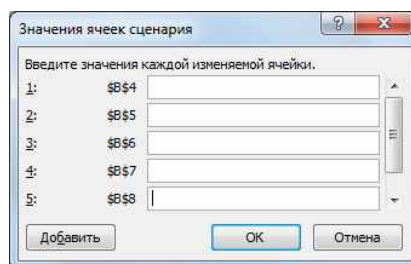 Значения ячеек сценария
Введите значения каждой изменяемой ячейки.
1: $B$4
2: $B$5
3: $B$6
4: $B$7
5: $B$8
Добавить ОК Отмена